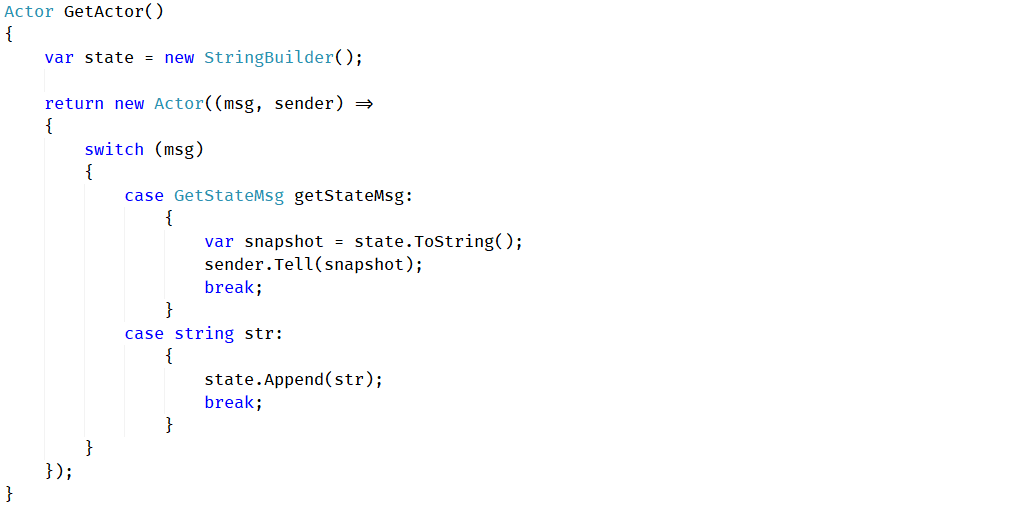 Actor GetActor()
{
    var state = new StringBuilder();

    return new Actor((msg, sender) =>
    {
        switch (msg)
        {
            case GetStateMsg getStateMsg:
                {
                    var snapshot = state.ToString();
                    sender.Tell(snapshot);
                    break;
                }
            case string str:
                {
                    state.Append(str);
                    break;
                }
        }
    });
}